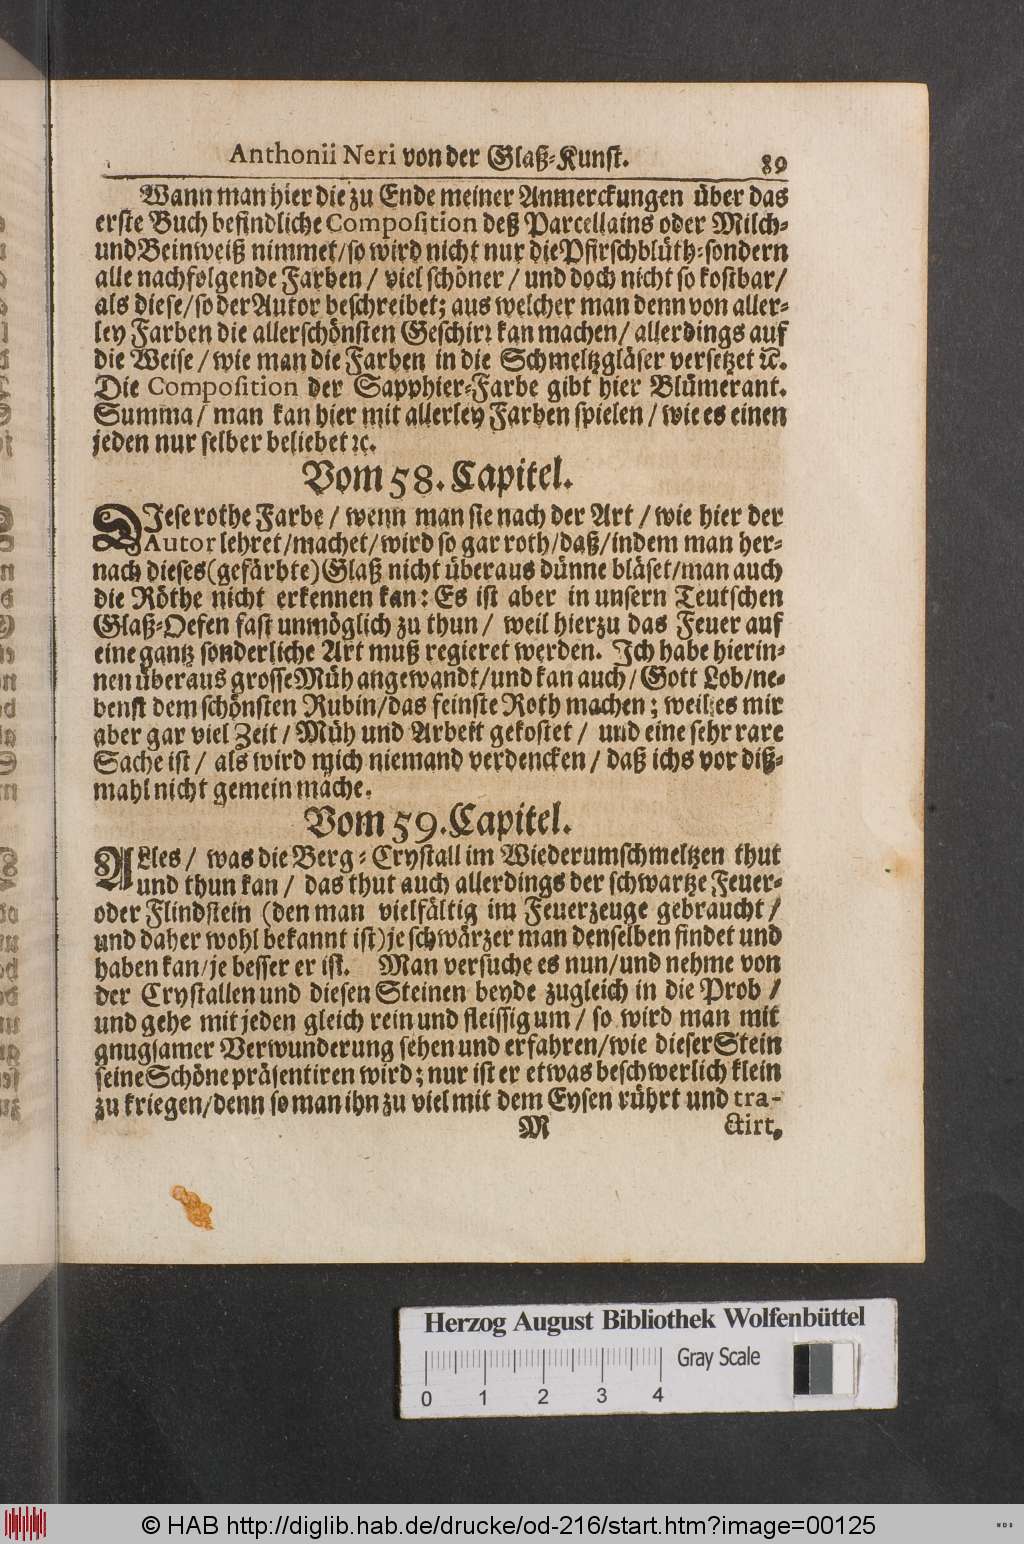 Anthonii Neri von der Glaß-Kunst. 89
Wann man hier die zu Ende meiner Anmerckungen über das
erste Buch befindliche Composition deß Parcellains oder Milch-
und Beinweiß nimmet/ so wird nicht nur die Pfirschblüth-sondern
alle nachfolgende Farben / viel schöner / und doch nicht so kostbar/
als diese/ so der Autor beschreibet; aus welcher man denn von aller-
ley Farben die allerschönsten Geschirꝛ kan machen/ allerdings auf
die Weise / wie man die Farben in die Schmeltzgläser versetzet ꝛc.
Die Composition der Sapphier-Farbe gibt hier Blümerant.
Summa / man kan hier mit allerley Farben spielen / wie es einen
jeden nur selber beliebet ꝛc.
Vom 58. Capitel.
DJese rothe Farbe / wenn man sie nach der Art / wie hier der
Autor lehret/machet/ wird so gar roth/daß/indem man her-
nach dieses (gefärbte) Glaß nicht überaus dünne bläset/man auch
die Röthe nicht erkennen kan: Es ist aber in unsern Teutschen
Glaß-Oefen fast unmöglich zu thun / weil hierzu das Feuer auf
eine gantz sonderliche Art muß regieret werden. Ich habe hierin-
nen überaus grosse Müh angewandt/und kan auch/ Gott Lob/ne-
benst dem schönsten Rubin/das feinste Roth machen; weil es mir
aber gar viel Zeit / Müh und Arbeit gekostet / und eine sehr rare
Sache ist / als wird mich niemand verdencken / daß ichs vor diß-
mahl nicht gemein mache.
Vom 59. Capitel.
ALles / was die Berg-Crystall im Wiederumschmeltzen thut
und thun kan / das thut auch allerdings der schwartze Feuer-
oder Flindstein (den man vielfältig im Feuerzeuge gebraucht /
und daher wohl bekannt ist) je schwärzer man denselben findet und
haben kan/je besser er ist. Man versuche es nun/und nehme von
der Crystallen und diesen Steinen beyde zugleich in die Prob /
und gehe mit jeden gleich rein und fleissig um / so wird man mit
gnugsamer Verwunderung sehen und erfahren/wie dieser Stein
seine Schöne präsentiren wird; nur ist er etwas beschwerlich klein
zu kriegen/denn so man ihn zu viel mit dem Eysen rührt und tra-
M ctirt,
Herzog August Bibliothek Wolfenbüttel
Gray Scale
0 1 2 3 4
© HAB http://diglib.hab.de/drucke/od-216/start.htm?image=00125